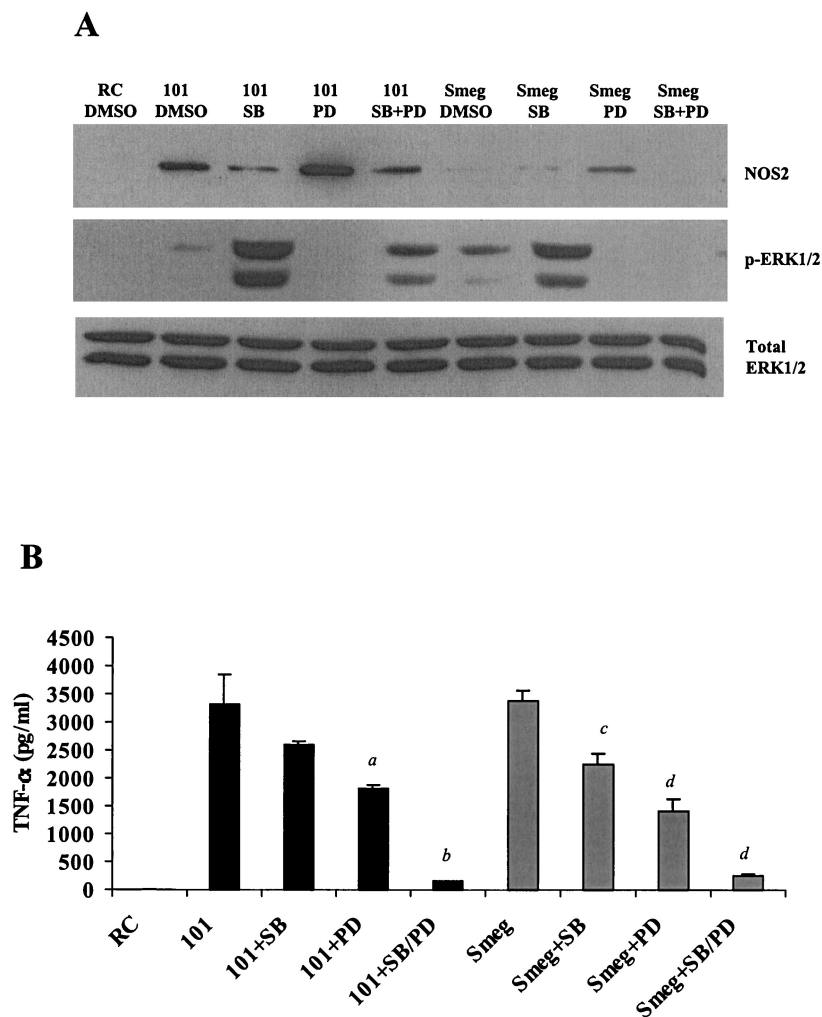 A
RC 101 101 101 101 Smeg Smeg Smeg Smeg
DMSO DMSO SB PD SB+PD DMSO SB PD SB+PD
NOS2
p-ERK1/2
Total
ERK1/2
B
4500
4000
3500
3000
2500
2000
1500
1000
500
0
TNF-α (pg/ml)
a
b
c
d
d
RC
101
101+SB
101+PD
101+SB/PD
Smeg
Smeg+SB
Smeg+PD
Smeg+SB/PD